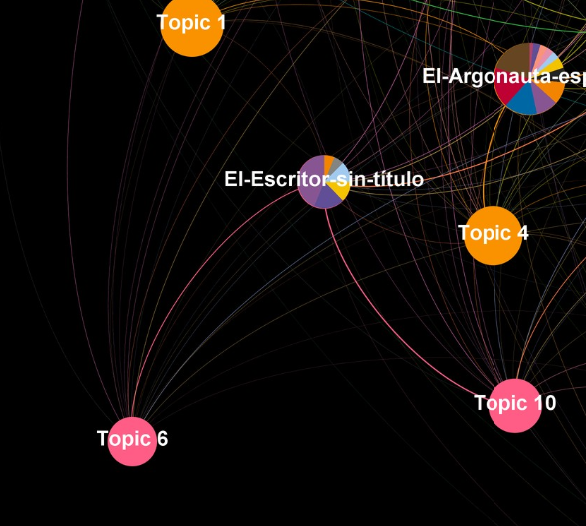 Topic 1
El-Argonauta-esp
El-Escritor-sin-título
Topic 4
Topic 10
Topic 6